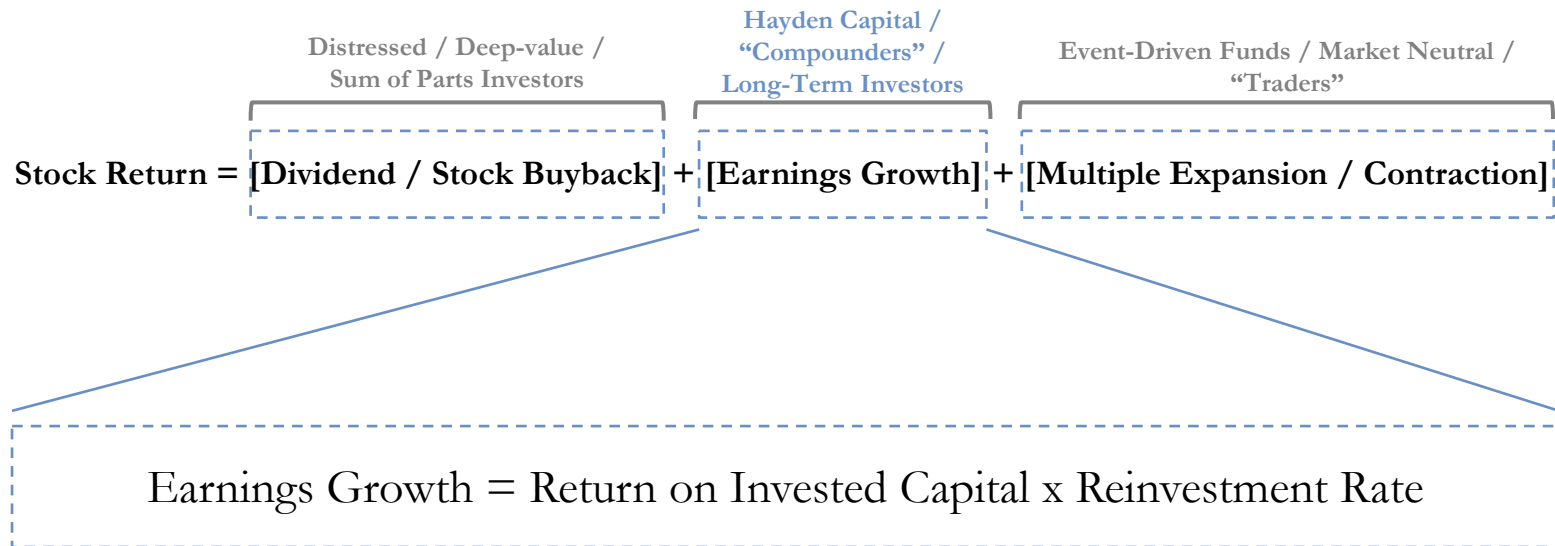 Distressed / Deep-value /
Sum of Parts Investors
Hayden Capital /
“Compounders” /
Long-Term Investors
Event-Driven Funds / Market Neutral /
“Traders”
Stock Return = [Dividend / Stock Buyback] + [Earnings Growth] + [Multiple Expansion / Contraction]
Earnings Growth = Return on Invested Capital x Reinvestment Rate